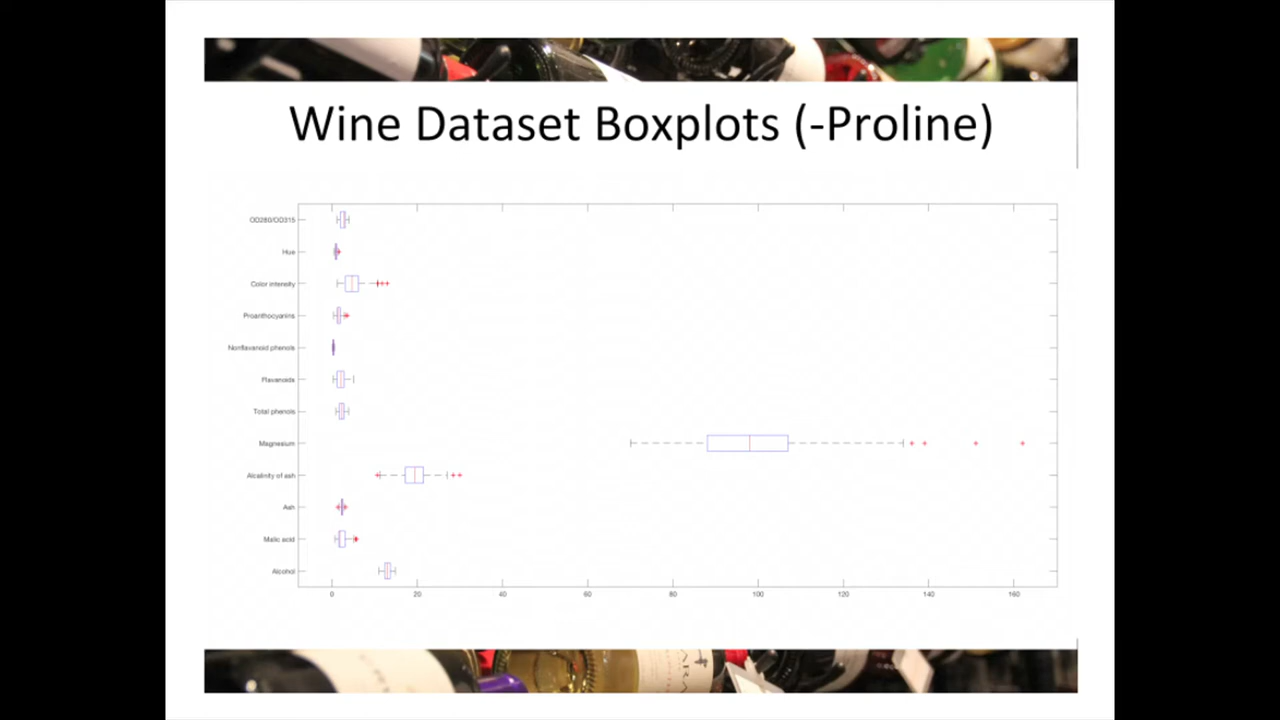 Wine Dataset Boxplots (-Proline)
OD280/OD315
Hue
Color intensity
Proanthocyanins
Nonflavanoid phenols
Flavanoids
Total phenols
Magnesium
Alcalinity of ash
Ash
Malic acid
Alcohol
0 20 40 60 80 100 120 140 160